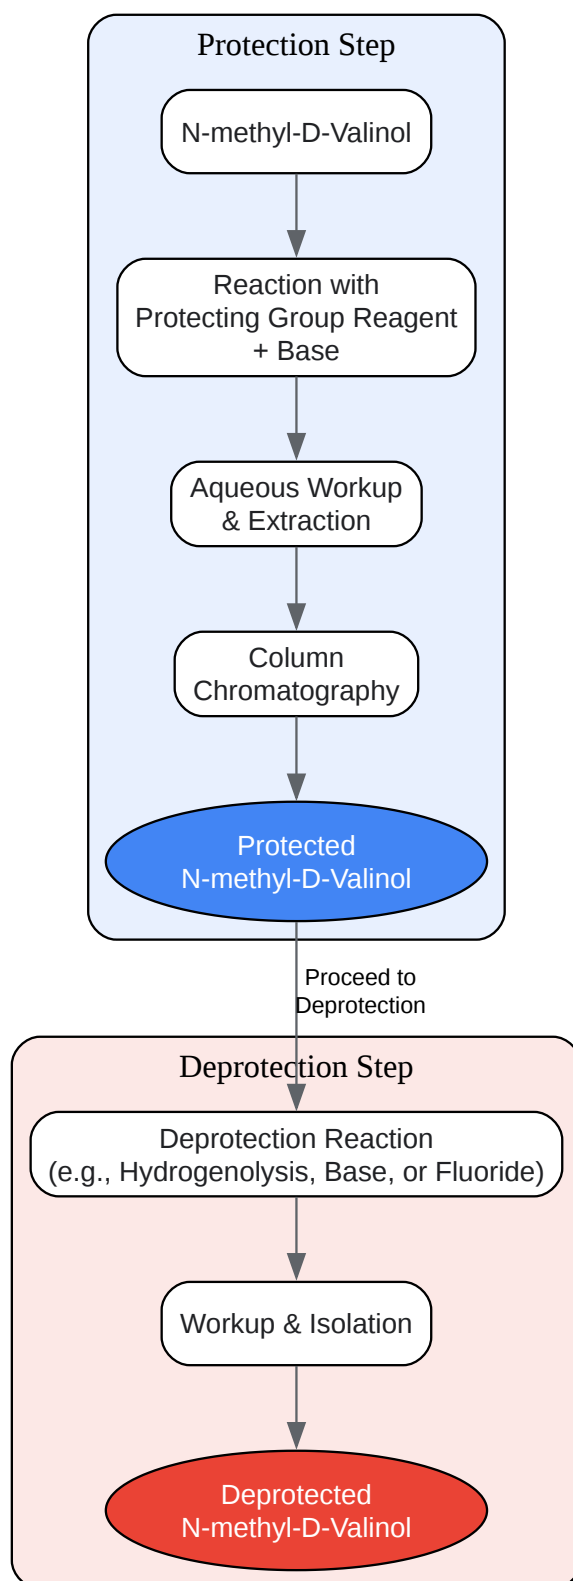 Protection Step
N-methyl-D-Valinol
Reaction with
Protecting Group Reagent
+ Base
Aqueous Workup
& Extraction
Column
Chromatography
Protected
N-methyl-D-Valinol
Proceed to
Deprotection
Deprotection Step
Deprotection Reaction
(e.g., Hydrogenolysis, Base, or Fluoride)
Workup & Isolation
Deprotected
N-methyl-D-Valinol